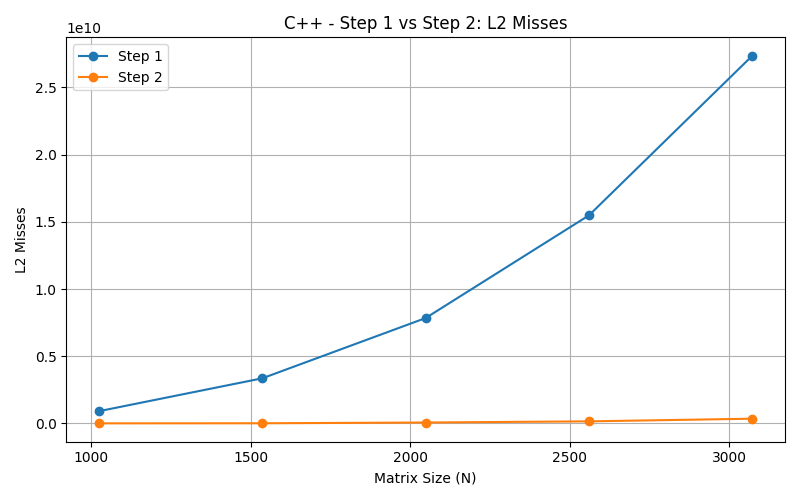 C++ - Step 1 vs Step 2: L2 Misses
1e10
Step 1
Step 2
2.5
2.0
1.5
1.0
0.5
0.0
L2 Misses
1000 1500 2000 2500 3000
Matrix Size (N)